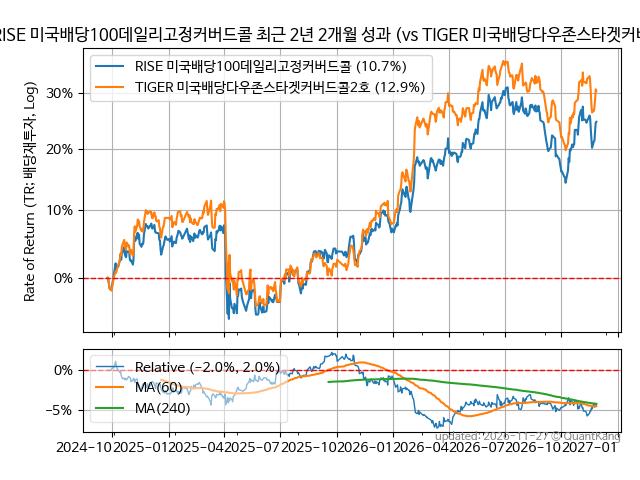 RISE 미국배당100데일리고정커버드콜 최근 2년 2개월 성과 (vs TIGER 미국배당다우존스타겟커버
RISE 미국배당100데일리고정커버드콜 (10.7%)
TIGER 미국배당다우존스타겟커버드콜2호 (12.9%)
Rate of Return (TR: 배당재투자, Log)
30%
20%
10%
0%
Relative (−2.0%, 2.0%)
MA(60)
MA(240)
0%
−5%
updated: 2026-11-27 © QuantKang
2024-10 2025-01 2025-04 2025-07 2025-10 2026-01 2026-04 2026-07 2026-10 2027-01